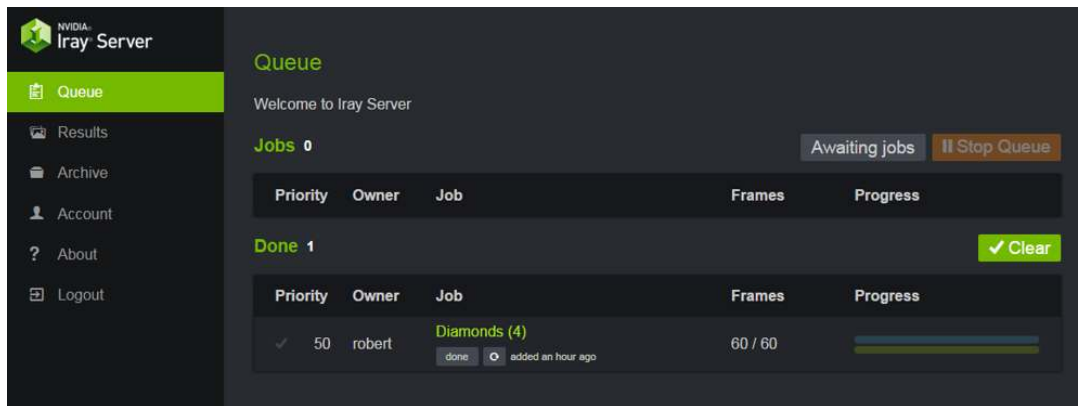 NVIDIA.
Iray® Server
Queue
Results
Archive
Account
? About
Logout
Queue
Welcome to Iray Server
Jobs 0
Awaiting jobs
Stop Queue
Priority Owner Job Frames Progress
Done 1
Clear
Priority Owner Job Frames Progress
50 robert Diamonds (4) 60 / 60
done added an hour ago